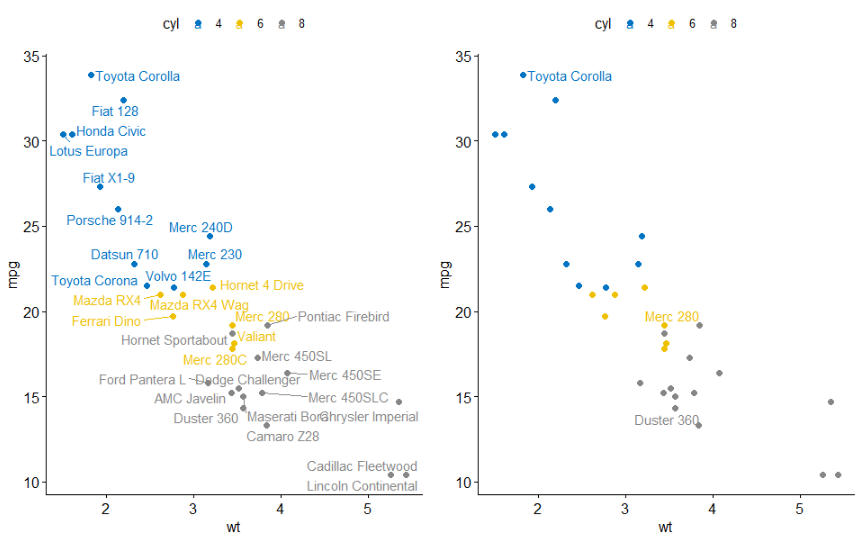 cyl a 4 a 6 a 8
35
30
25
20
15
10
mpg
Toyota Corolla
Fiat 128
Honda Civic
Lotus Europa
Fiat X1-9
Porsche 914-2
Merc 240D
Datsun 710
Merc 230
Toyota Corona
Volvo 142E
Hornet 4 Drive
Mazda RX4
Mazda RX4 Wag
Ferrari Dino
Merc 280
Pontiac Firebird
Hornet Sportabout
Valiant
Merc 280C
Merc 450SL
Ford Pantera L
Dodge Challenger
Merc 450SE
AMC Javelin
Merc 450SLC
Duster 360
Maserati Bora
Chrysler Imperial
Camaro Z28
Cadillac Fleetwood
Lincoln Continental
2 3 4 5
wt
cyl a 4 a 6 a 8
35
30
25
20
15
10
mpg
Toyota Corolla
Merc 280
Duster 360
2 3 4 5
wt